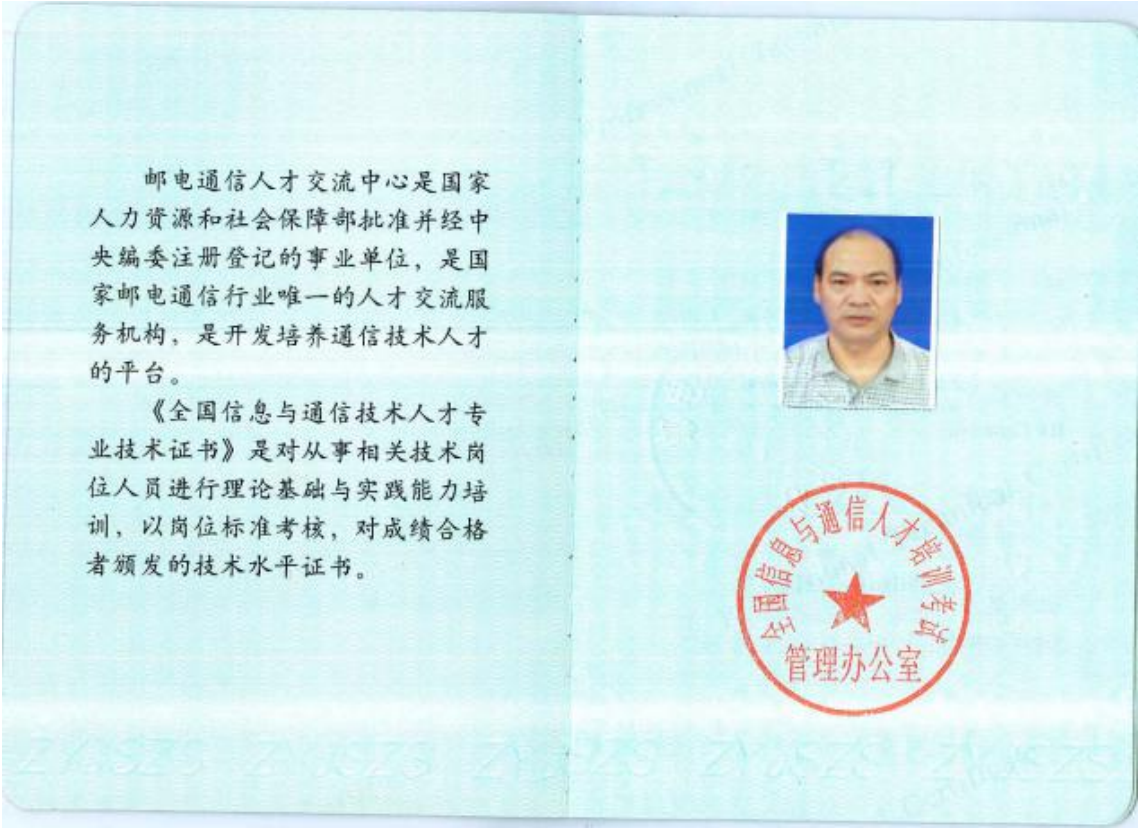 邮电通信人才交流中心是国家
人力资源和社会保障部批准并经中
央编委注册登记的事业单位，是国
家邮电通信行业唯一的人才交流服
务机构，是开发培养通信技术人才
的平台。
《全国信息与通信技术人才专
业技术证书》是对从事相关技术岗
位人员进行理论基础与实践能力培
训，以岗位标准考核，对成绩合格
者颁发的技术水平证书。
全国信息与通信人才培训考试
管理办公室